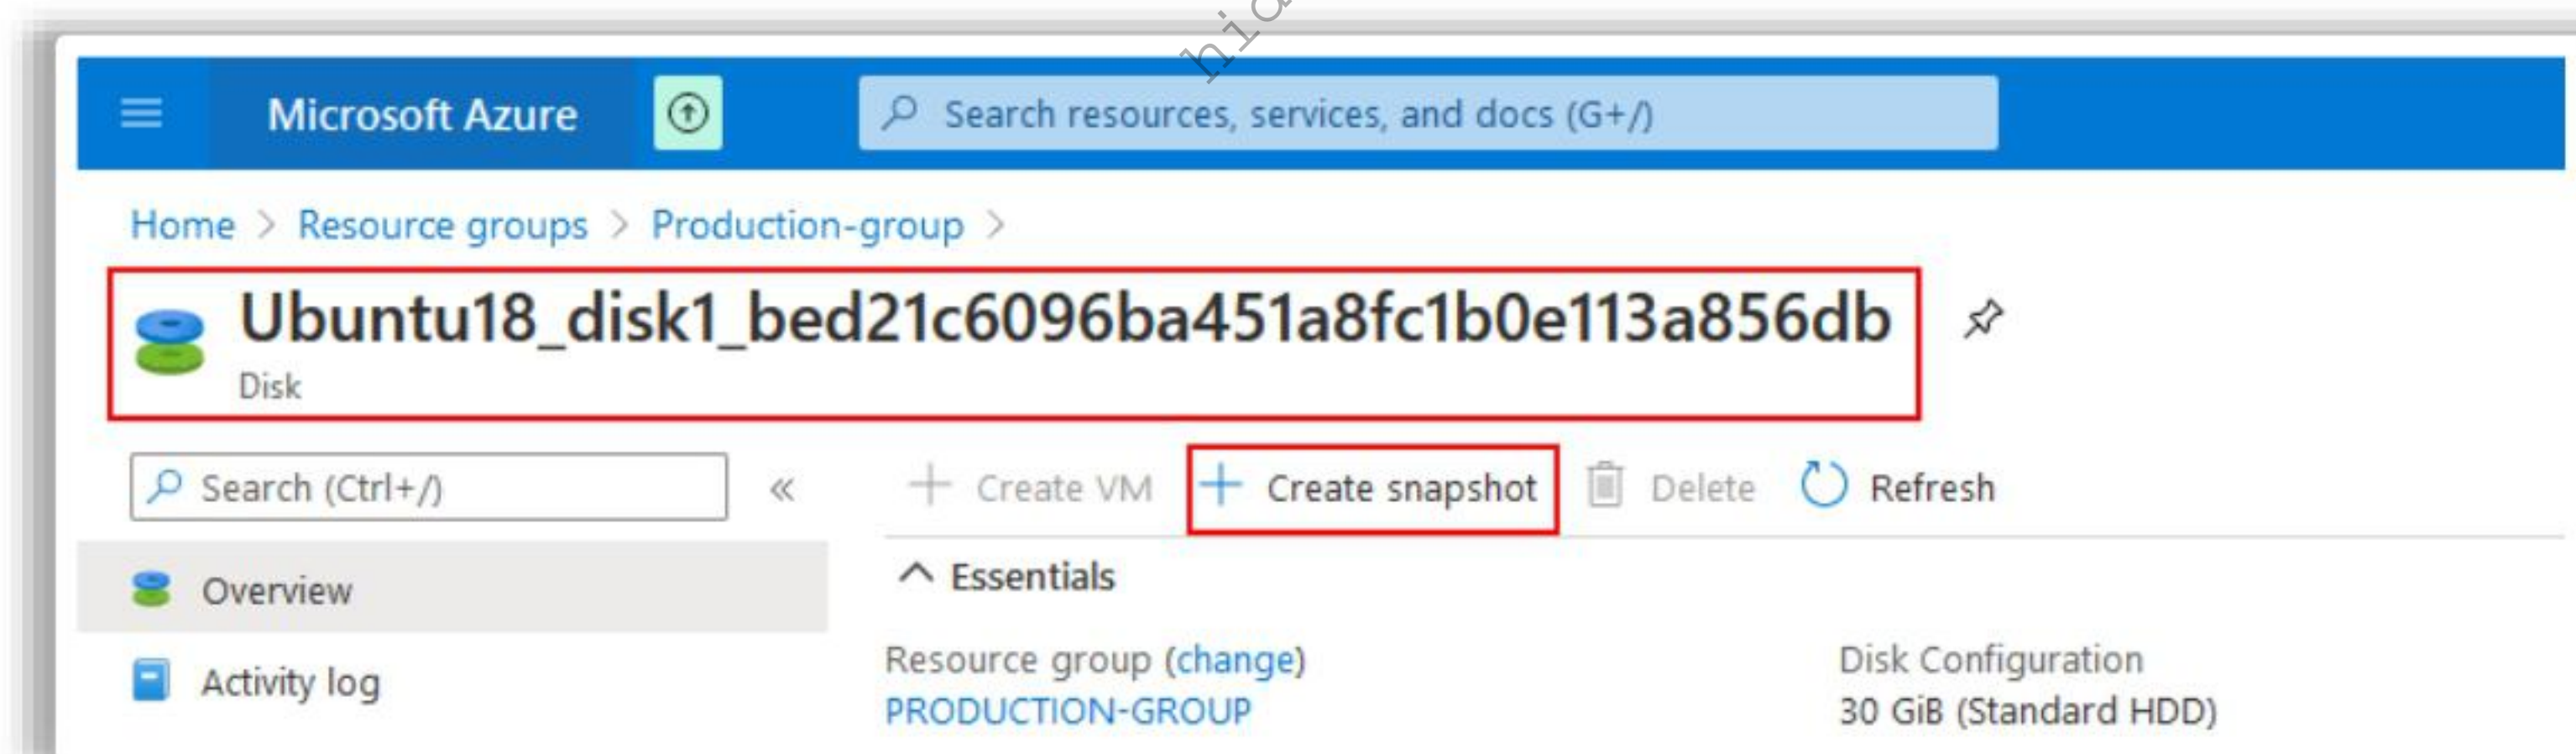 Microsoft Azure
Search resources, services, and docs (G+/)
Home > Resource groups > Production-group >
Ubuntu18_disk1_bed21c6096ba451a8fc1b0e113a856db
Disk
Search (Ctrl+/) « + Create VM + Create snapshot Delete Refresh
Overview
Essentials
Activity log
Resource group (change)
PRODUCTION-GROUP
Disk Configuration
30 GiB (Standard HDD)